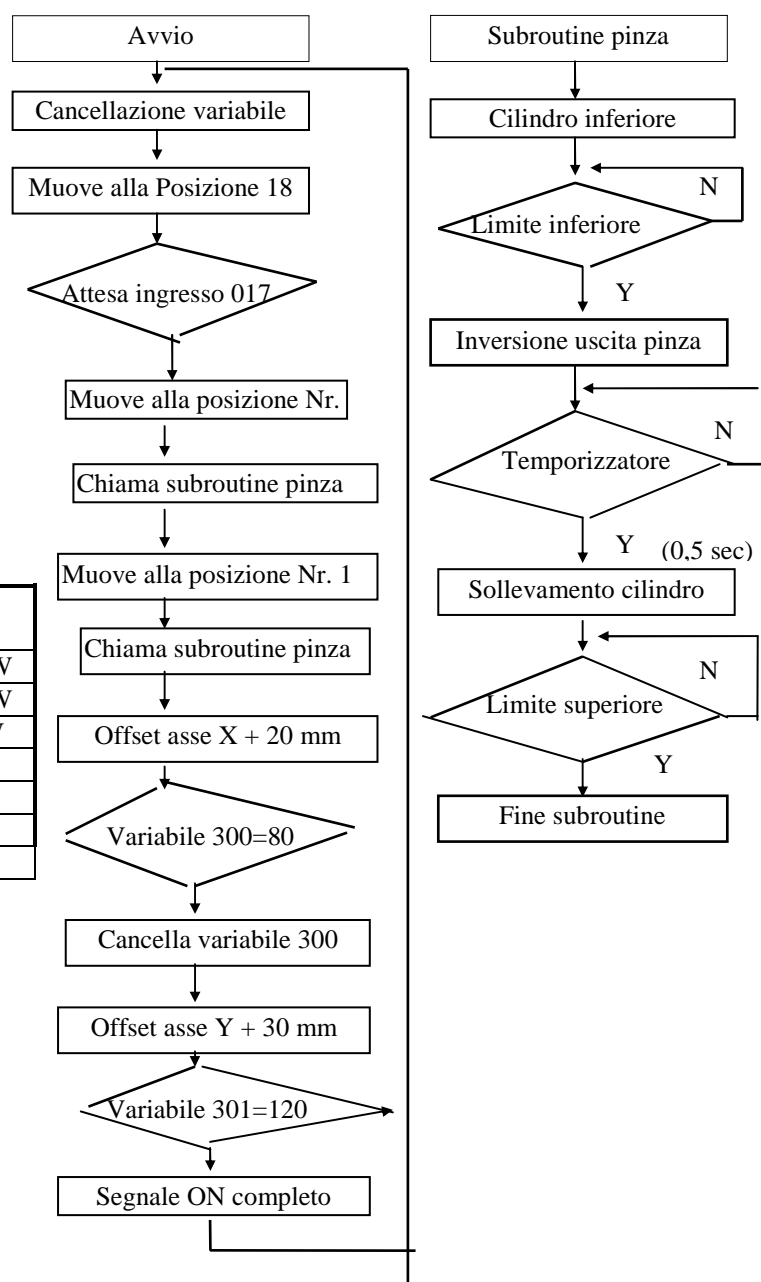 Avvio
Cancellazione variabile
Muove alla Posizione 18
Attesa ingresso 017
Muove alla posizione Nr.
Chiama subroutine pinza
Muove alla posizione Nr. 1
Chiama subroutine pinza
Offset asse X + 20 mm
Variabile 300=80
Cancella variabile 300
Offset asse Y + 30 mm
Variabile 301=120
Segnale ON completo
Subroutine pinza
Cilindro inferiore
N
Limite inferiore
Y
Inversione uscita pinza
N
Temporizzatore
Y (0,5 sec)
Sollevamento cilindro
N
Limite superiore
Y
Fine subroutine